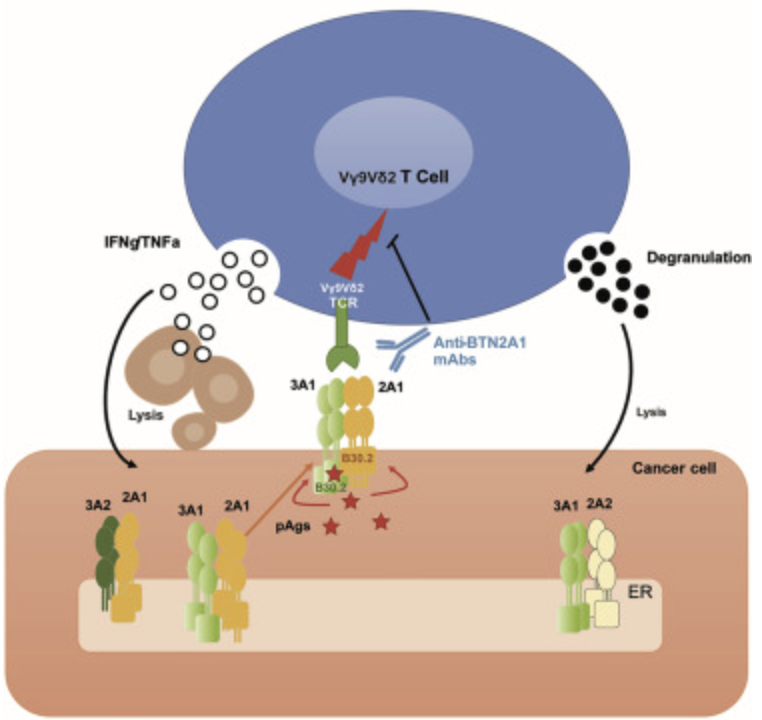 Vγ9Vδ2 T Cell
IFNg/TNFa
Degranulation
Vγ9Vδ2
TCR
Anti-BTN2A1
mAbs
3A1
2A1
Lysis
Lysis
B30.2
B30.2
Cancer cell
3A2
2A1
3A1
2A1
pAgs
3A1
2A2
ER